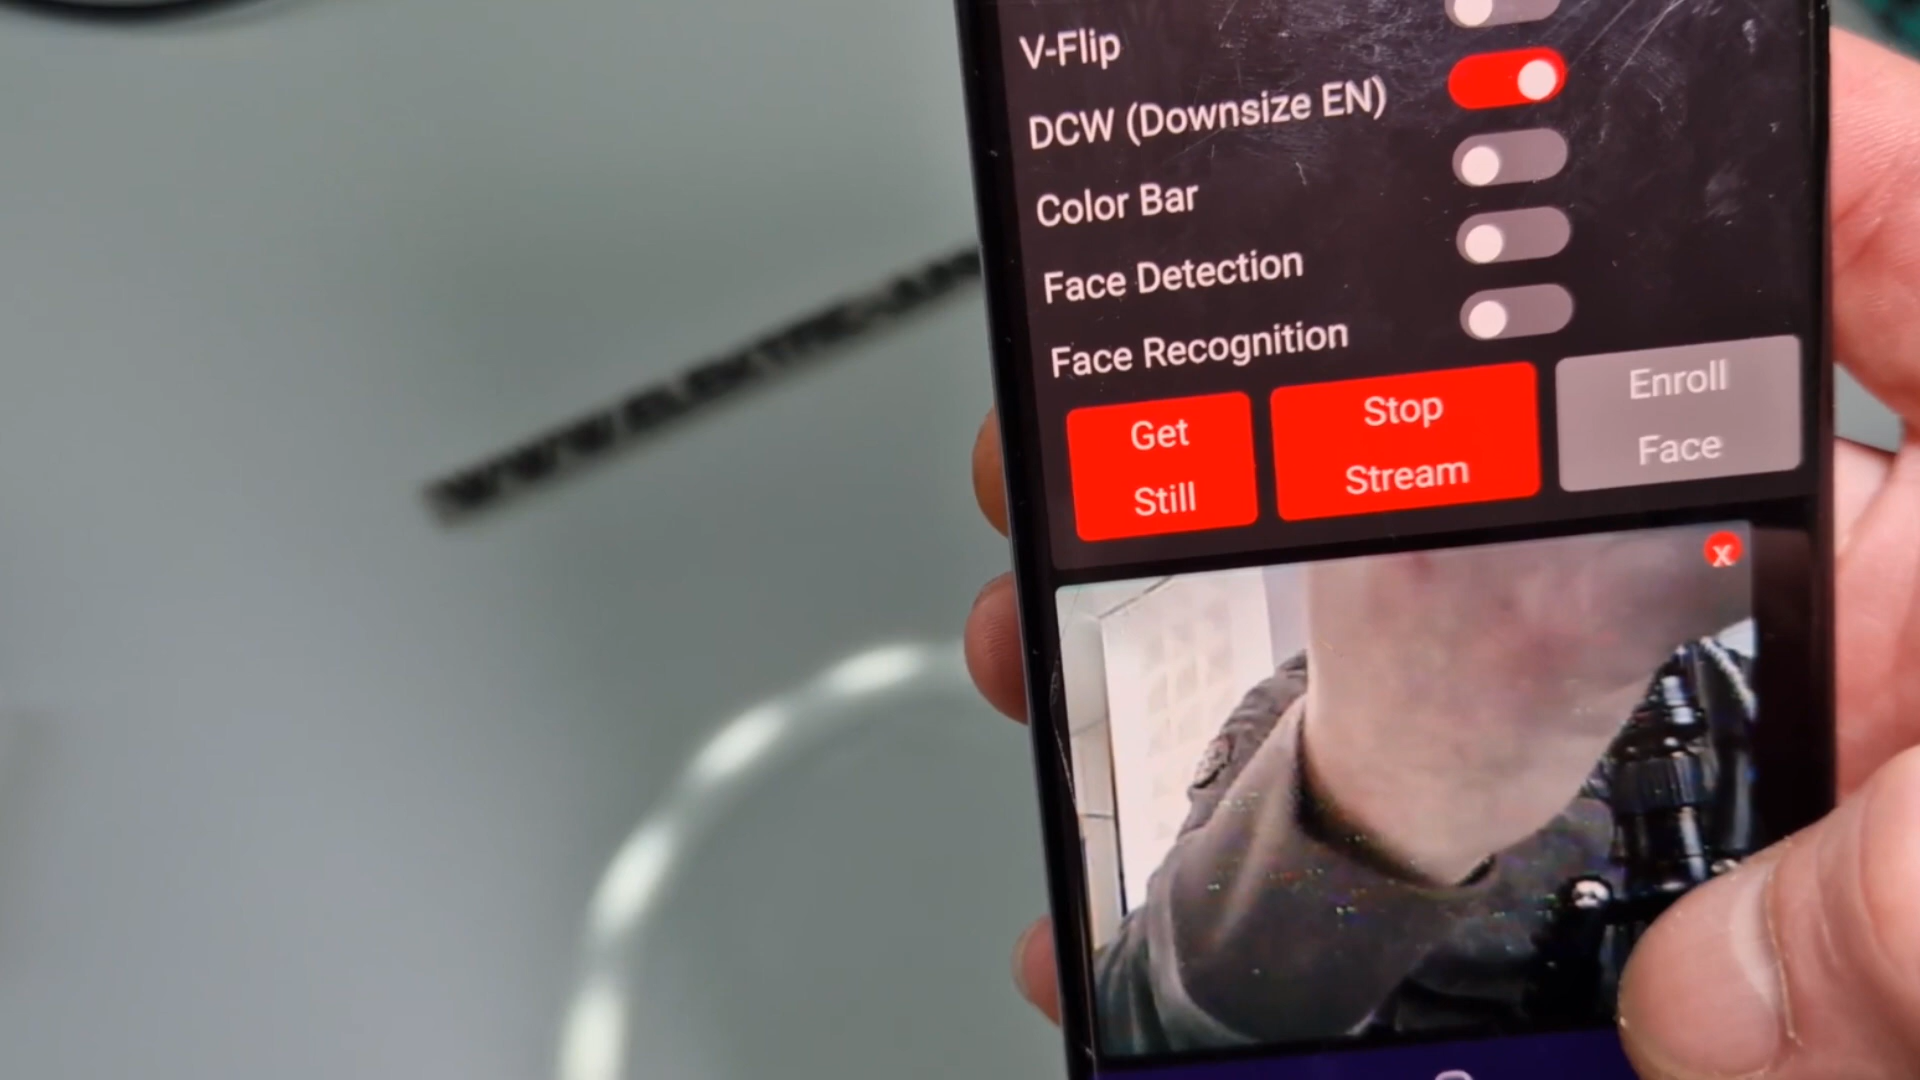 V-Flip
DCW (Downsize EN)
Color Bar
Face Detection
Face Recognition
Get
Still
Stop
Stream
Enroll
Face
x